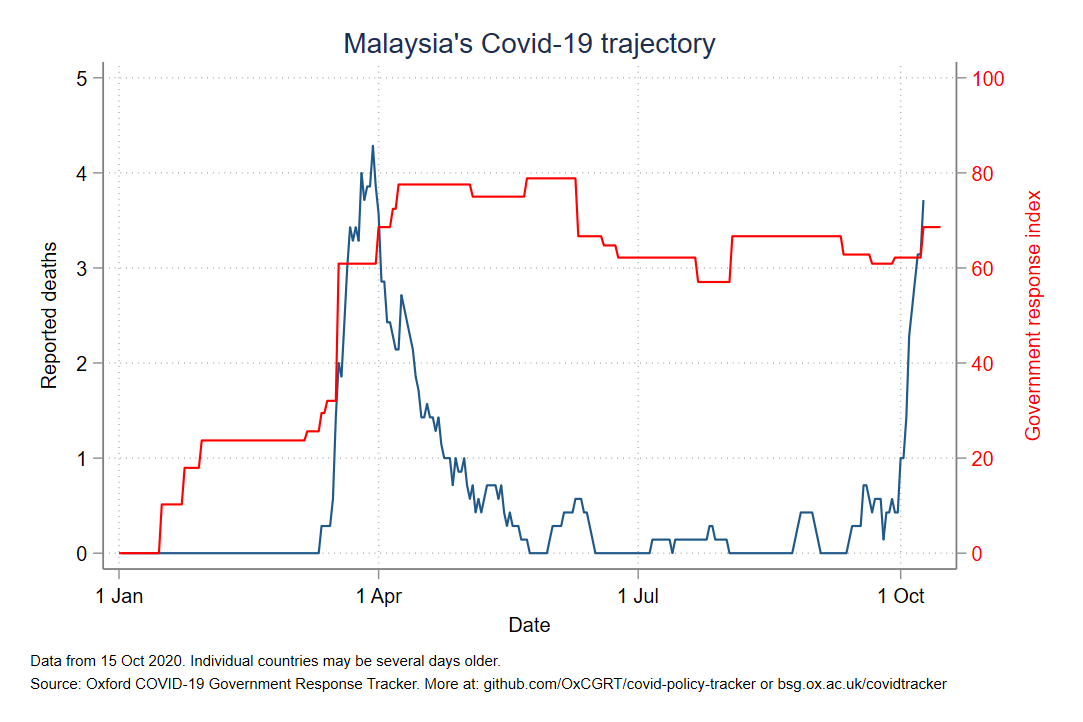 Malaysia's Covid-19 trajectory
5
4
3
2
1
0
Reported deaths
100
80
60
40
20
0
Government response index
1 Jan
1 Apr
1 Jul
1 Oct
Date
Data from 15 Oct 2020. Individual countries may be several days older.
Source: Oxford COVID-19 Government Response Tracker. More at: github.com/OxCGRT/covid-policy-tracker or bsg.ox.ac.uk/covidtracker